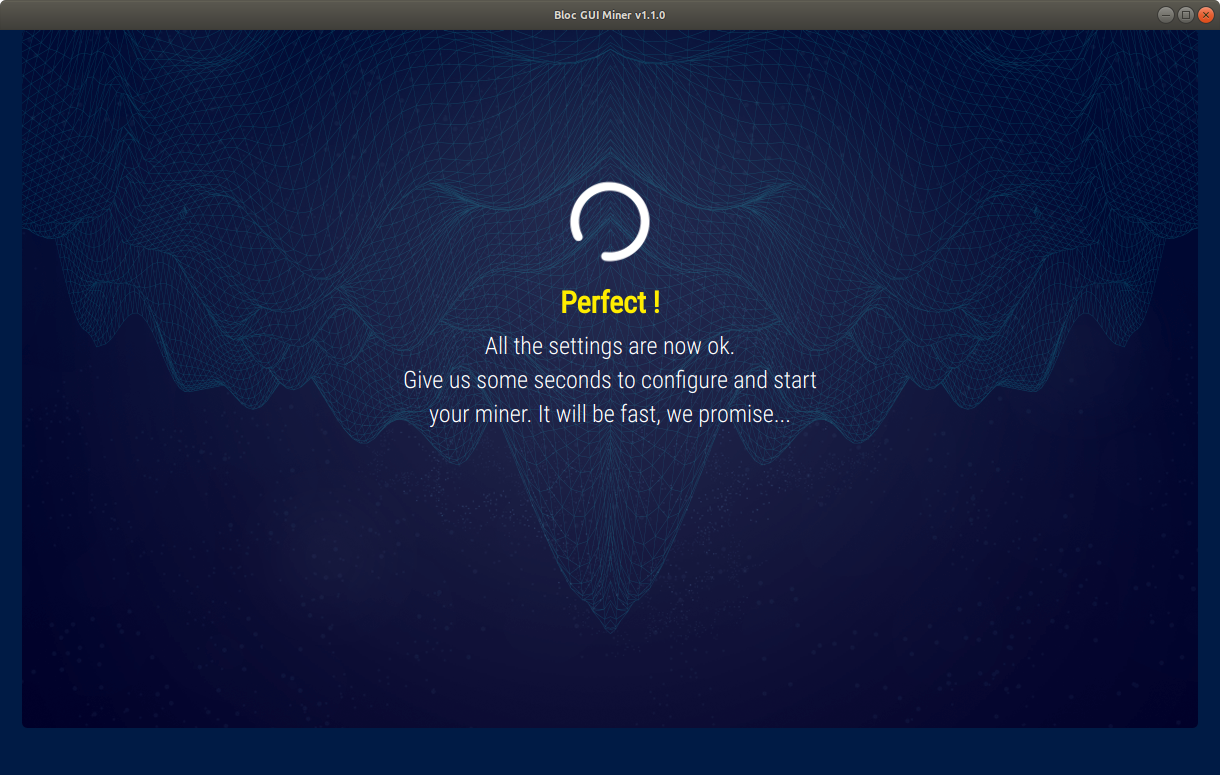 Bloc GUI Miner v1.1.0
Perfect !
All the settings are now ok.
Give us some seconds to configure and start
your miner. It will be fast, we promise...